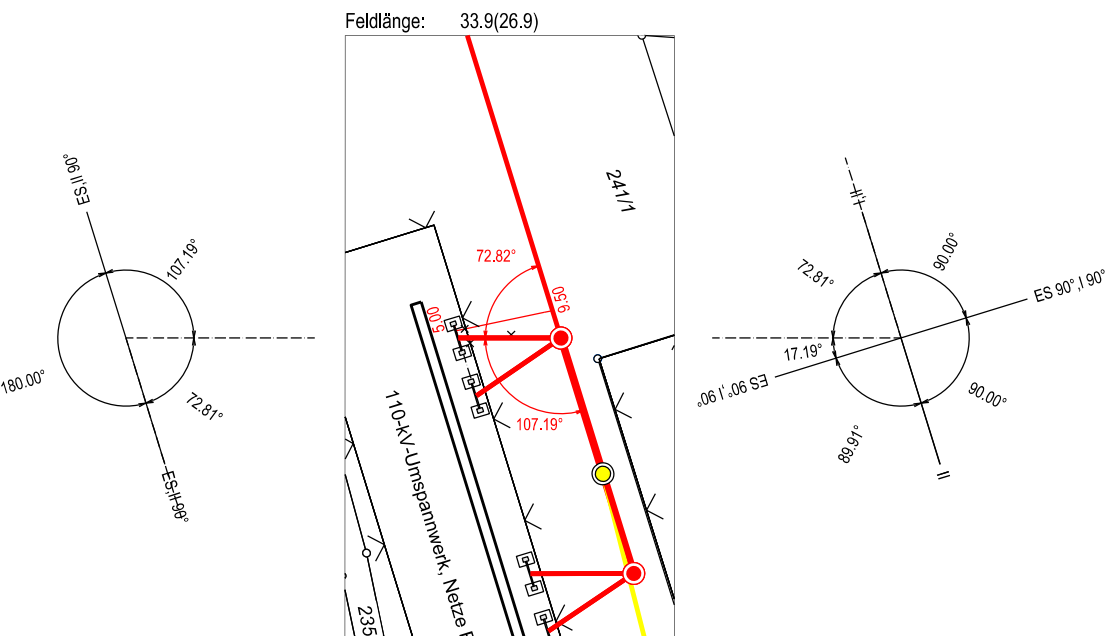 Feldlänge: 33.9(26.9)
ES,II 90°
107.19°
180.00°
72.81°
ES,II 90°
241/1
72.82°
9.50
5.00
107.19°
110-kV-Umspannwerk, Netze
235
I,II
72.81°
90.00°
ES 90°,I 90°
17.19°
ES 90°,I 90°
90.00°
89.91°
II